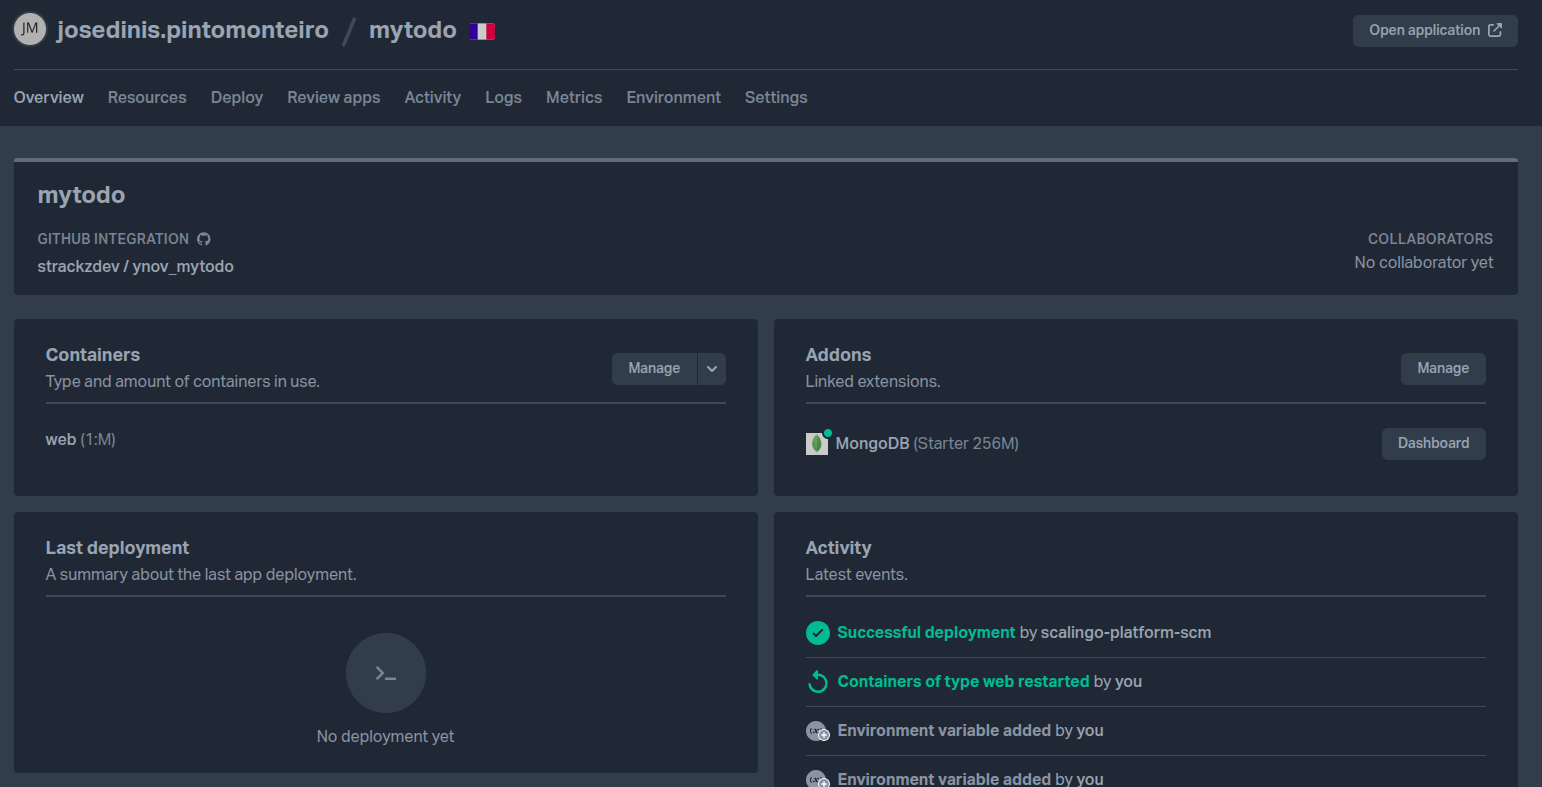 JM josedinis.pintomonteiro / mytodo
Open application
Overview Resources Deploy Review apps Activity Logs Metrics Environment Settings
mytodo
GITHUB INTEGRATION
strackzdev / ynov_mytodo
COLLABORATORS
No collaborator yet
Containers
Type and amount of containers in use.
Manage
web (1:M)
Addons
Linked extensions.
Manage
MongoDB (Starter 256M)
Dashboard
Last deployment
A summary about the last app deployment.
No deployment yet
Activity
Latest events.
Successful deployment by scalingo-platform-scm
Containers of type web restarted by you
Environment variable added by you
Environment variable added by you